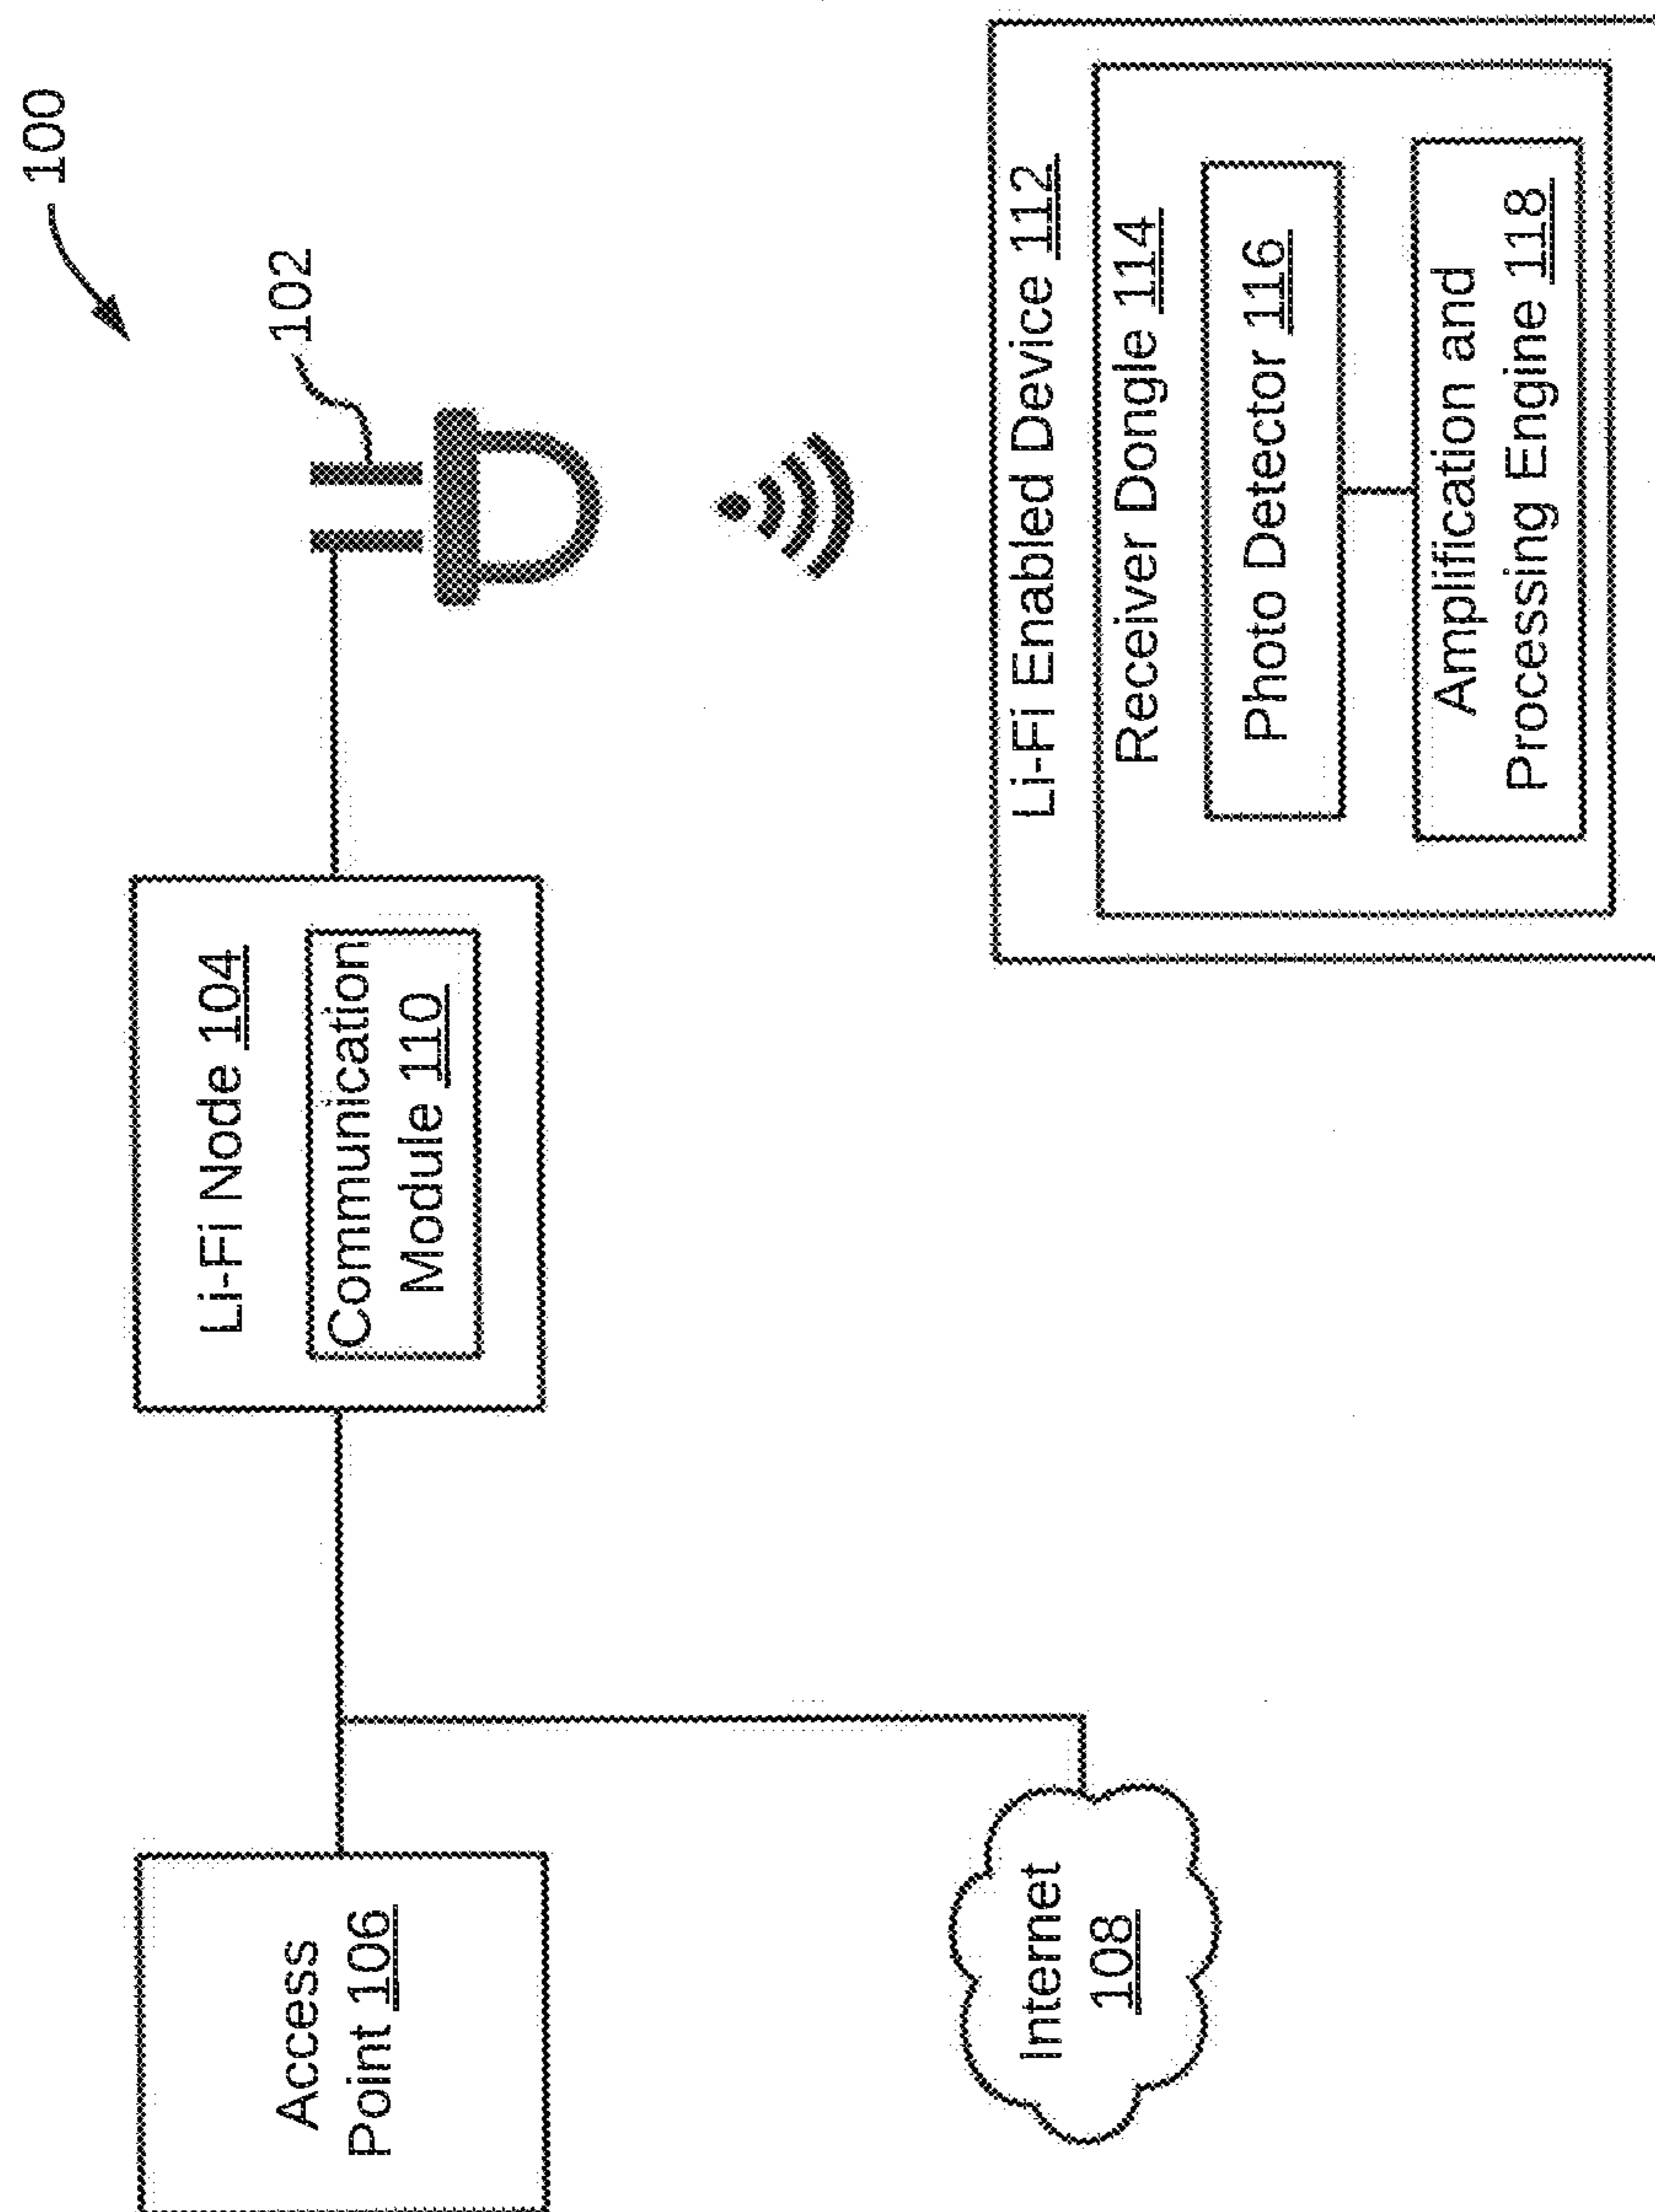 100
102
Access
Point 106
Li-Fi Node 104
Communication
Module 110
Internet
108
Li-Fi Enabled Device 112
Receiver Dongle 114
Photo Detector 116
Amplification and
Processing Engine 118